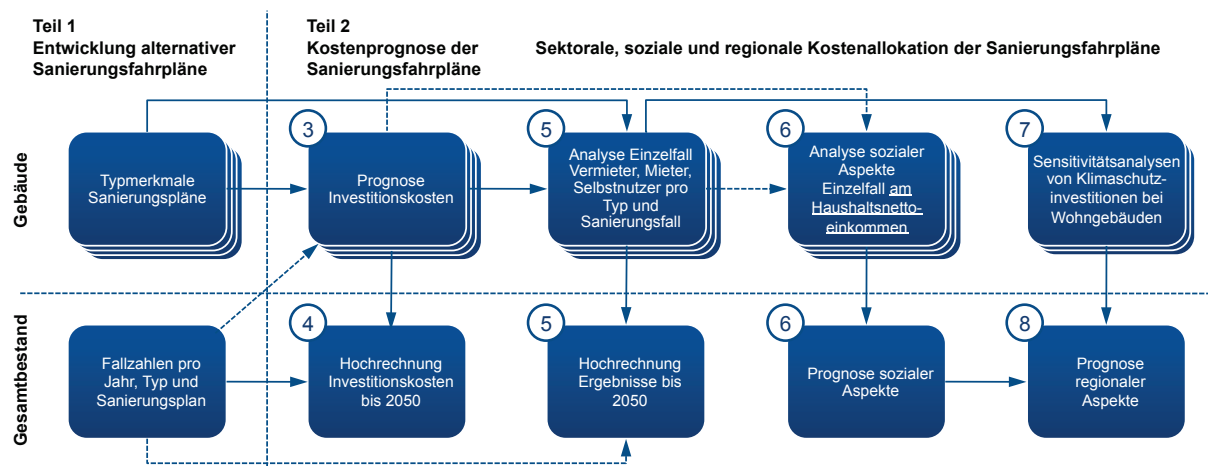 Teil 1
Entwicklung alternativer
Sanierungsfahrpläne
Teil 2
Kostenprognose der
Sanierungsfahrpläne
Sektorale, soziale und regionale Kostenallokation der Sanierungsfahrpläne
Gebäude
Typmerkmale
Sanierungspläne
3
Prognose
Investitionskosten
5
Analyse Einzelfall
Vermieter, Mieter,
Selbstnutzer pro
Typ und
Sanierungsfall
6
Analyse sozialer
Aspekte
Einzelfall am
Haushaltsnetto-
einkommen
7
Sensitivitätsanalysen
von Klimaschutz-
investitionen bei
Wohngebäuden
Gesamtbestand
Fallzahlen pro
Jahr, Typ und
Sanierungsplan
4
Hochrechnung
Investitionskosten
bis 2050
5
Hochrechnung
Ergebnisse bis
2050
6
Prognose sozialer
Aspekte
8
Prognose
regionaler
Aspekte